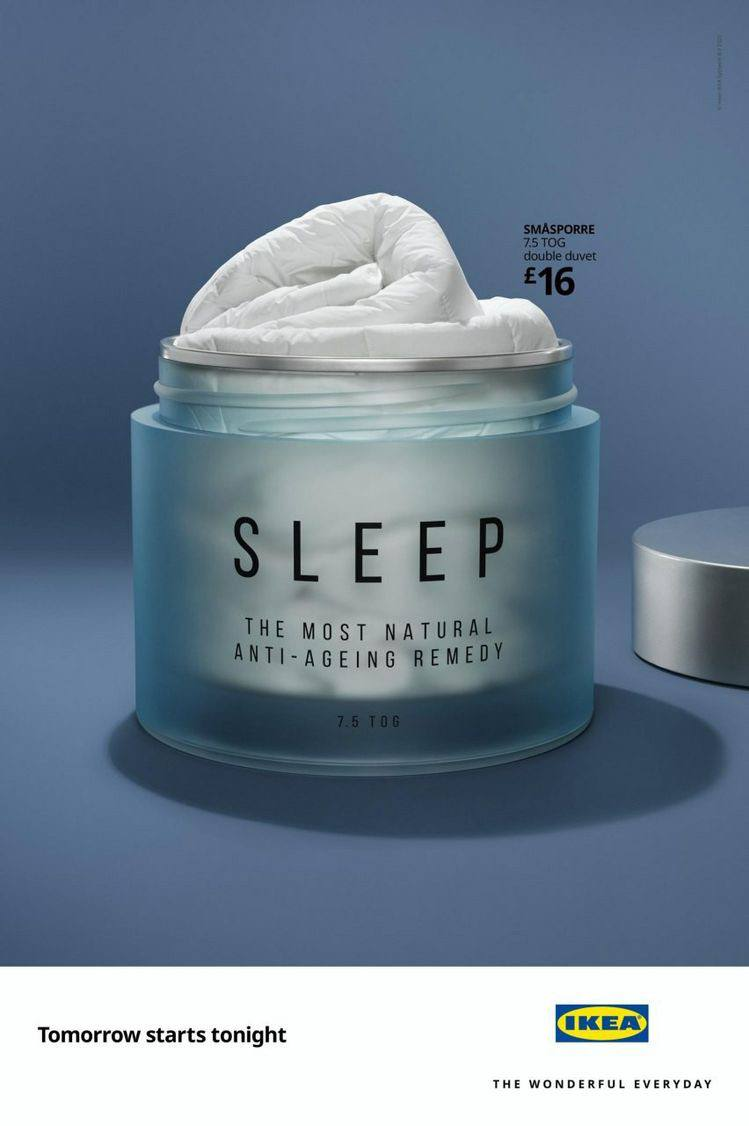 SMÅSPORRE
7.5 TOG
double duvet
£16
SLEEP
THE MOST NATURAL
ANTI-AGEING REMEDY
7.5 TOG
Tomorrow starts tonight
IKEA
THE WONDERFUL EVERYDAY